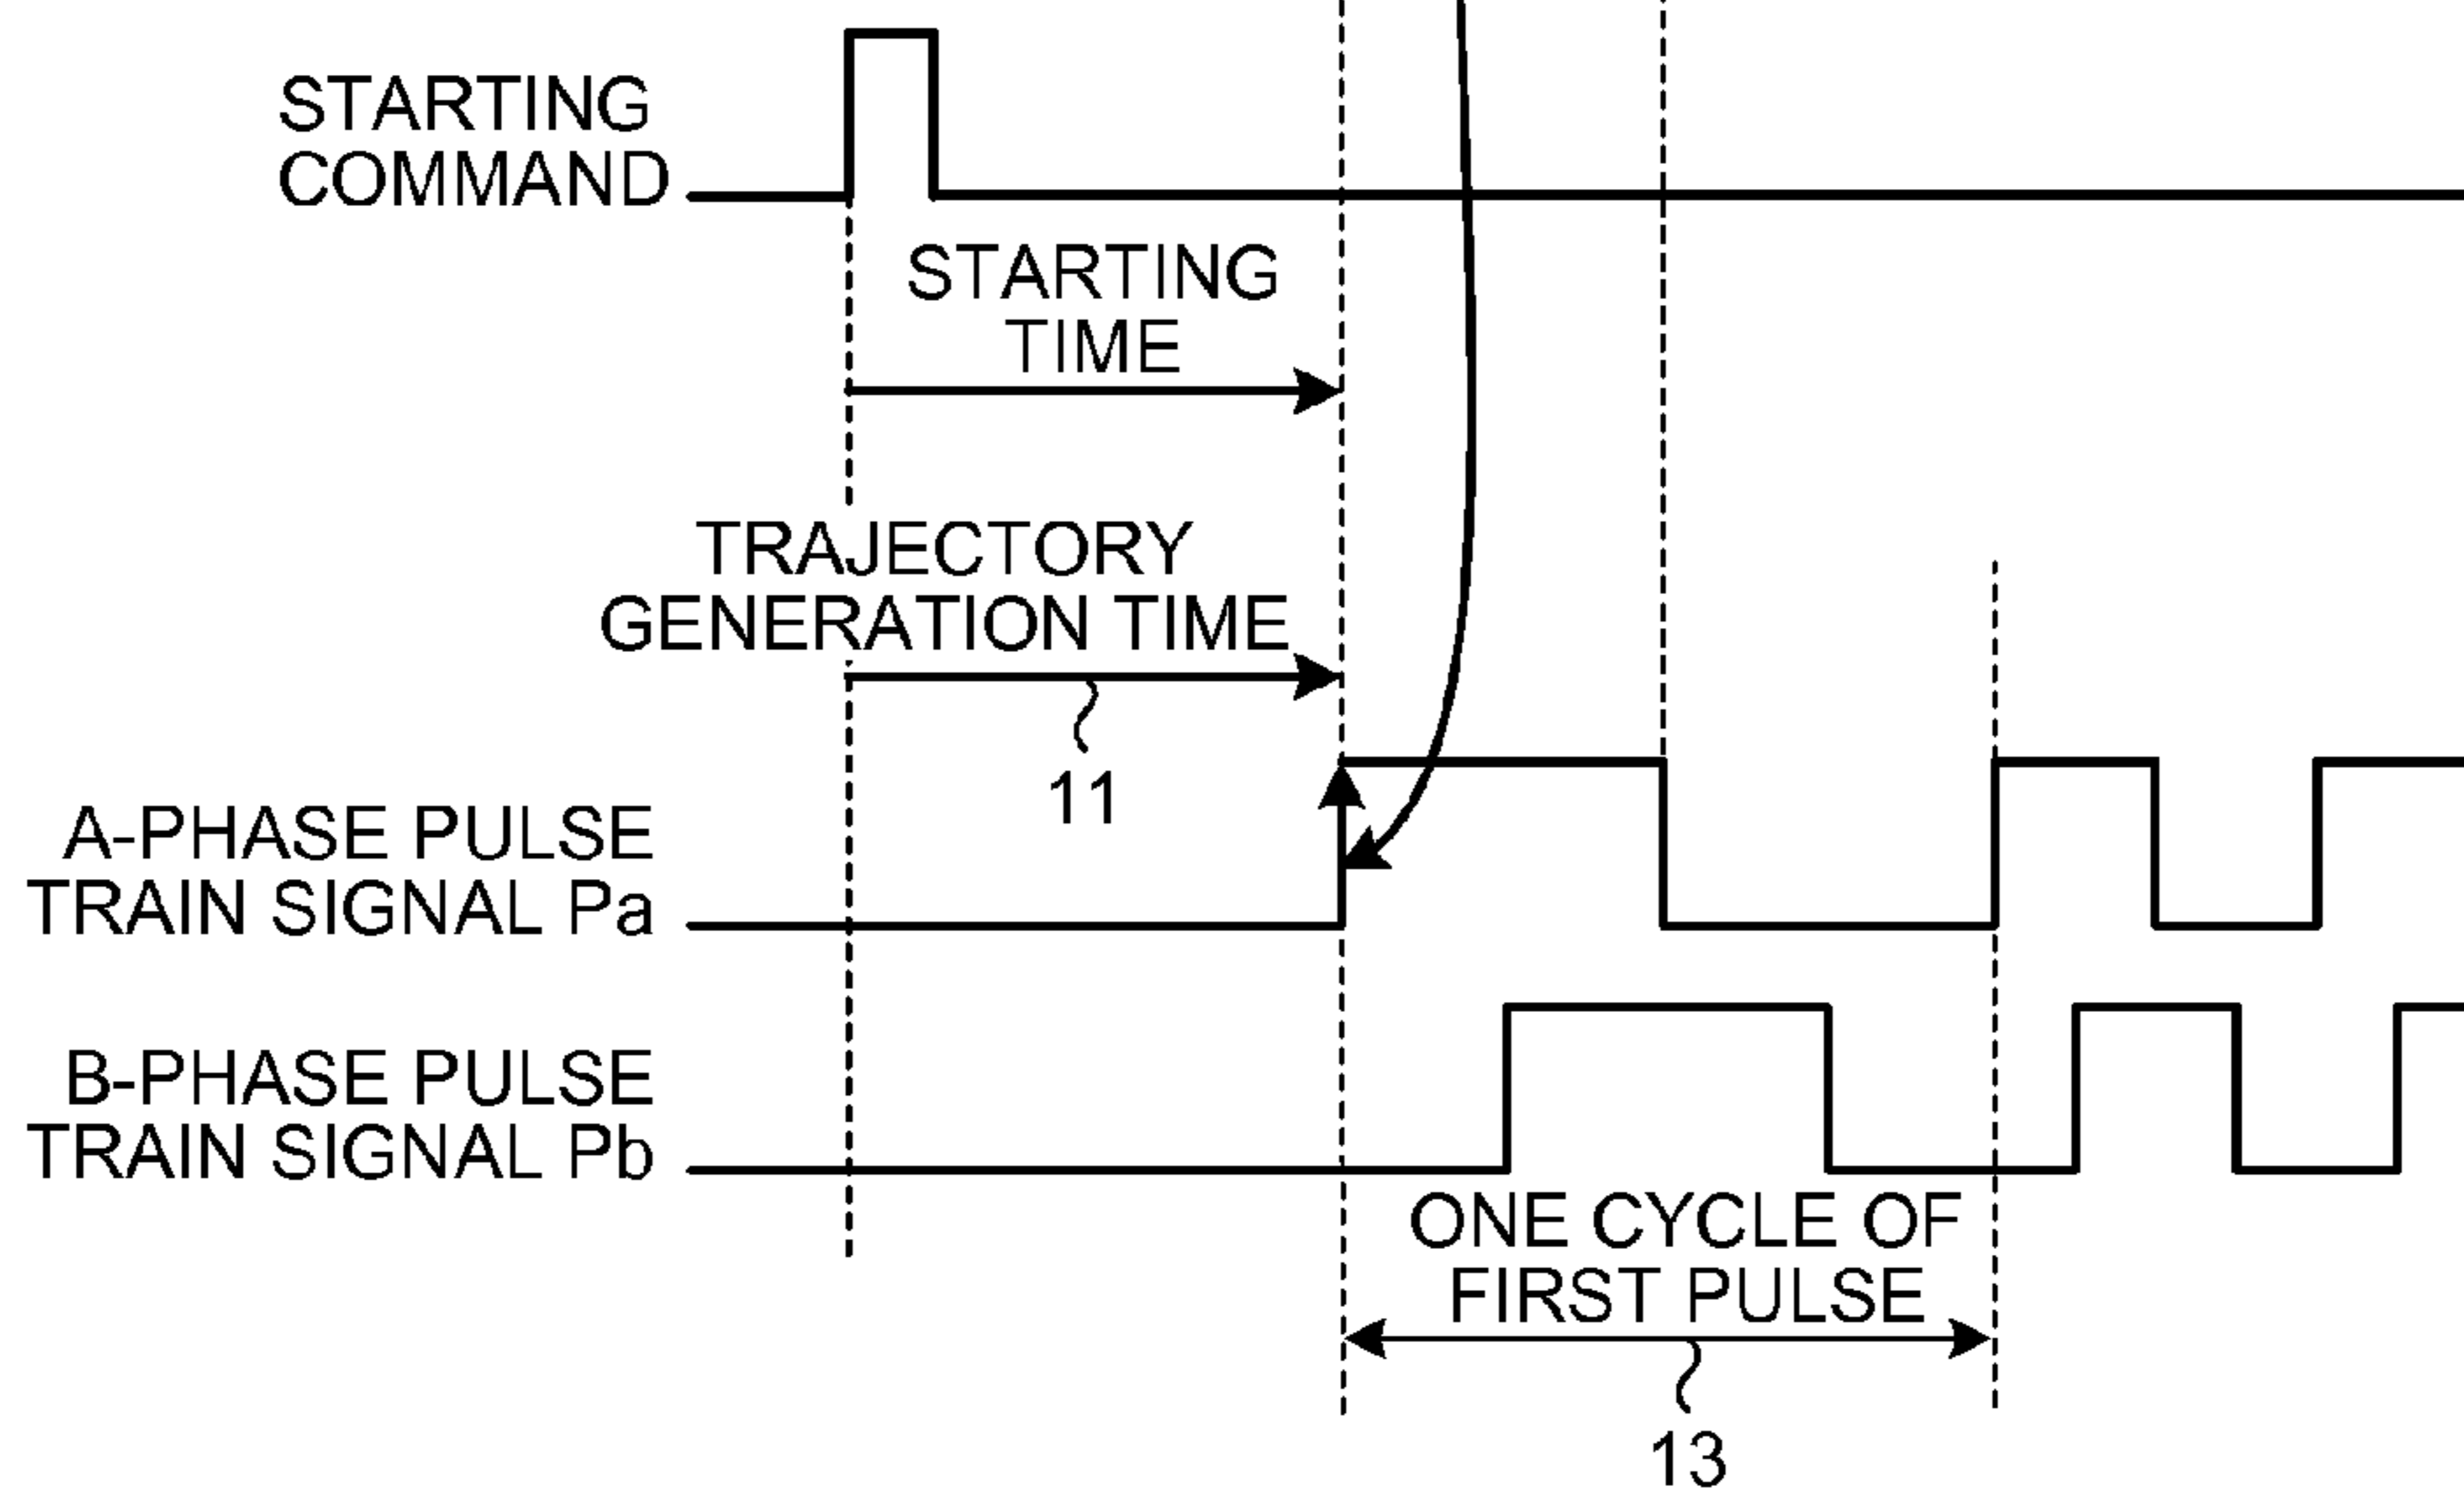 STARTING
COMMAND
STARTING
TIME
TRAJECTORY
GENERATION TIME
11
A-PHASE PULSE
TRAIN SIGNAL Pa
B-PHASE PULSE
TRAIN SIGNAL Pb
ONE CYCLE OF
FIRST PULSE
13